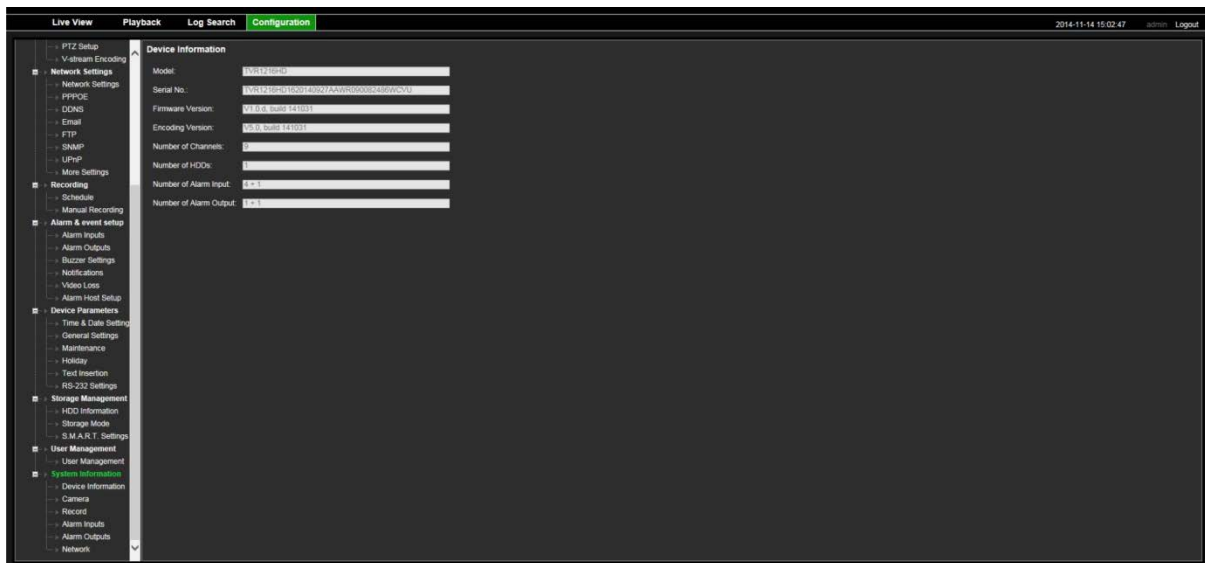 Live View Playback Log Search Configuration 2014-11-14 15:02:47 admin Logout
PTZ Setup
V-stream Encoding
Network Settings
Network Settings
PPPOE
DDNS
Email
FTP
SNMP
UPnP
More Settings
Recording
Schedule
Manual Recording
Alarm & event setup
Alarm Inputs
Alarm Outputs
Buzzer Settings
Notifications
Video Loss
Alarm Host Setup
Device Parameters
Time & Date Setting
General Settings
Maintenance
Holiday
Text Insertion
RS-232 Settings
Storage Management
HDD Information
Storage Mode
S.M.A.R.T. Settings
User Management
User Management
System Information
Device Information
Camera
Record
Alarm Inputs
Alarm Outputs
Network
Device Information
Model: TVR1216HD
Serial No.:
Firmware Version: V1.0.d, build 141031
Encoding Version: V5.0, build 141031
Number of Channels: 9
Number of HDDs: 1
Number of Alarm Input: 4 + 1
Number of Alarm Output: 1 + 1